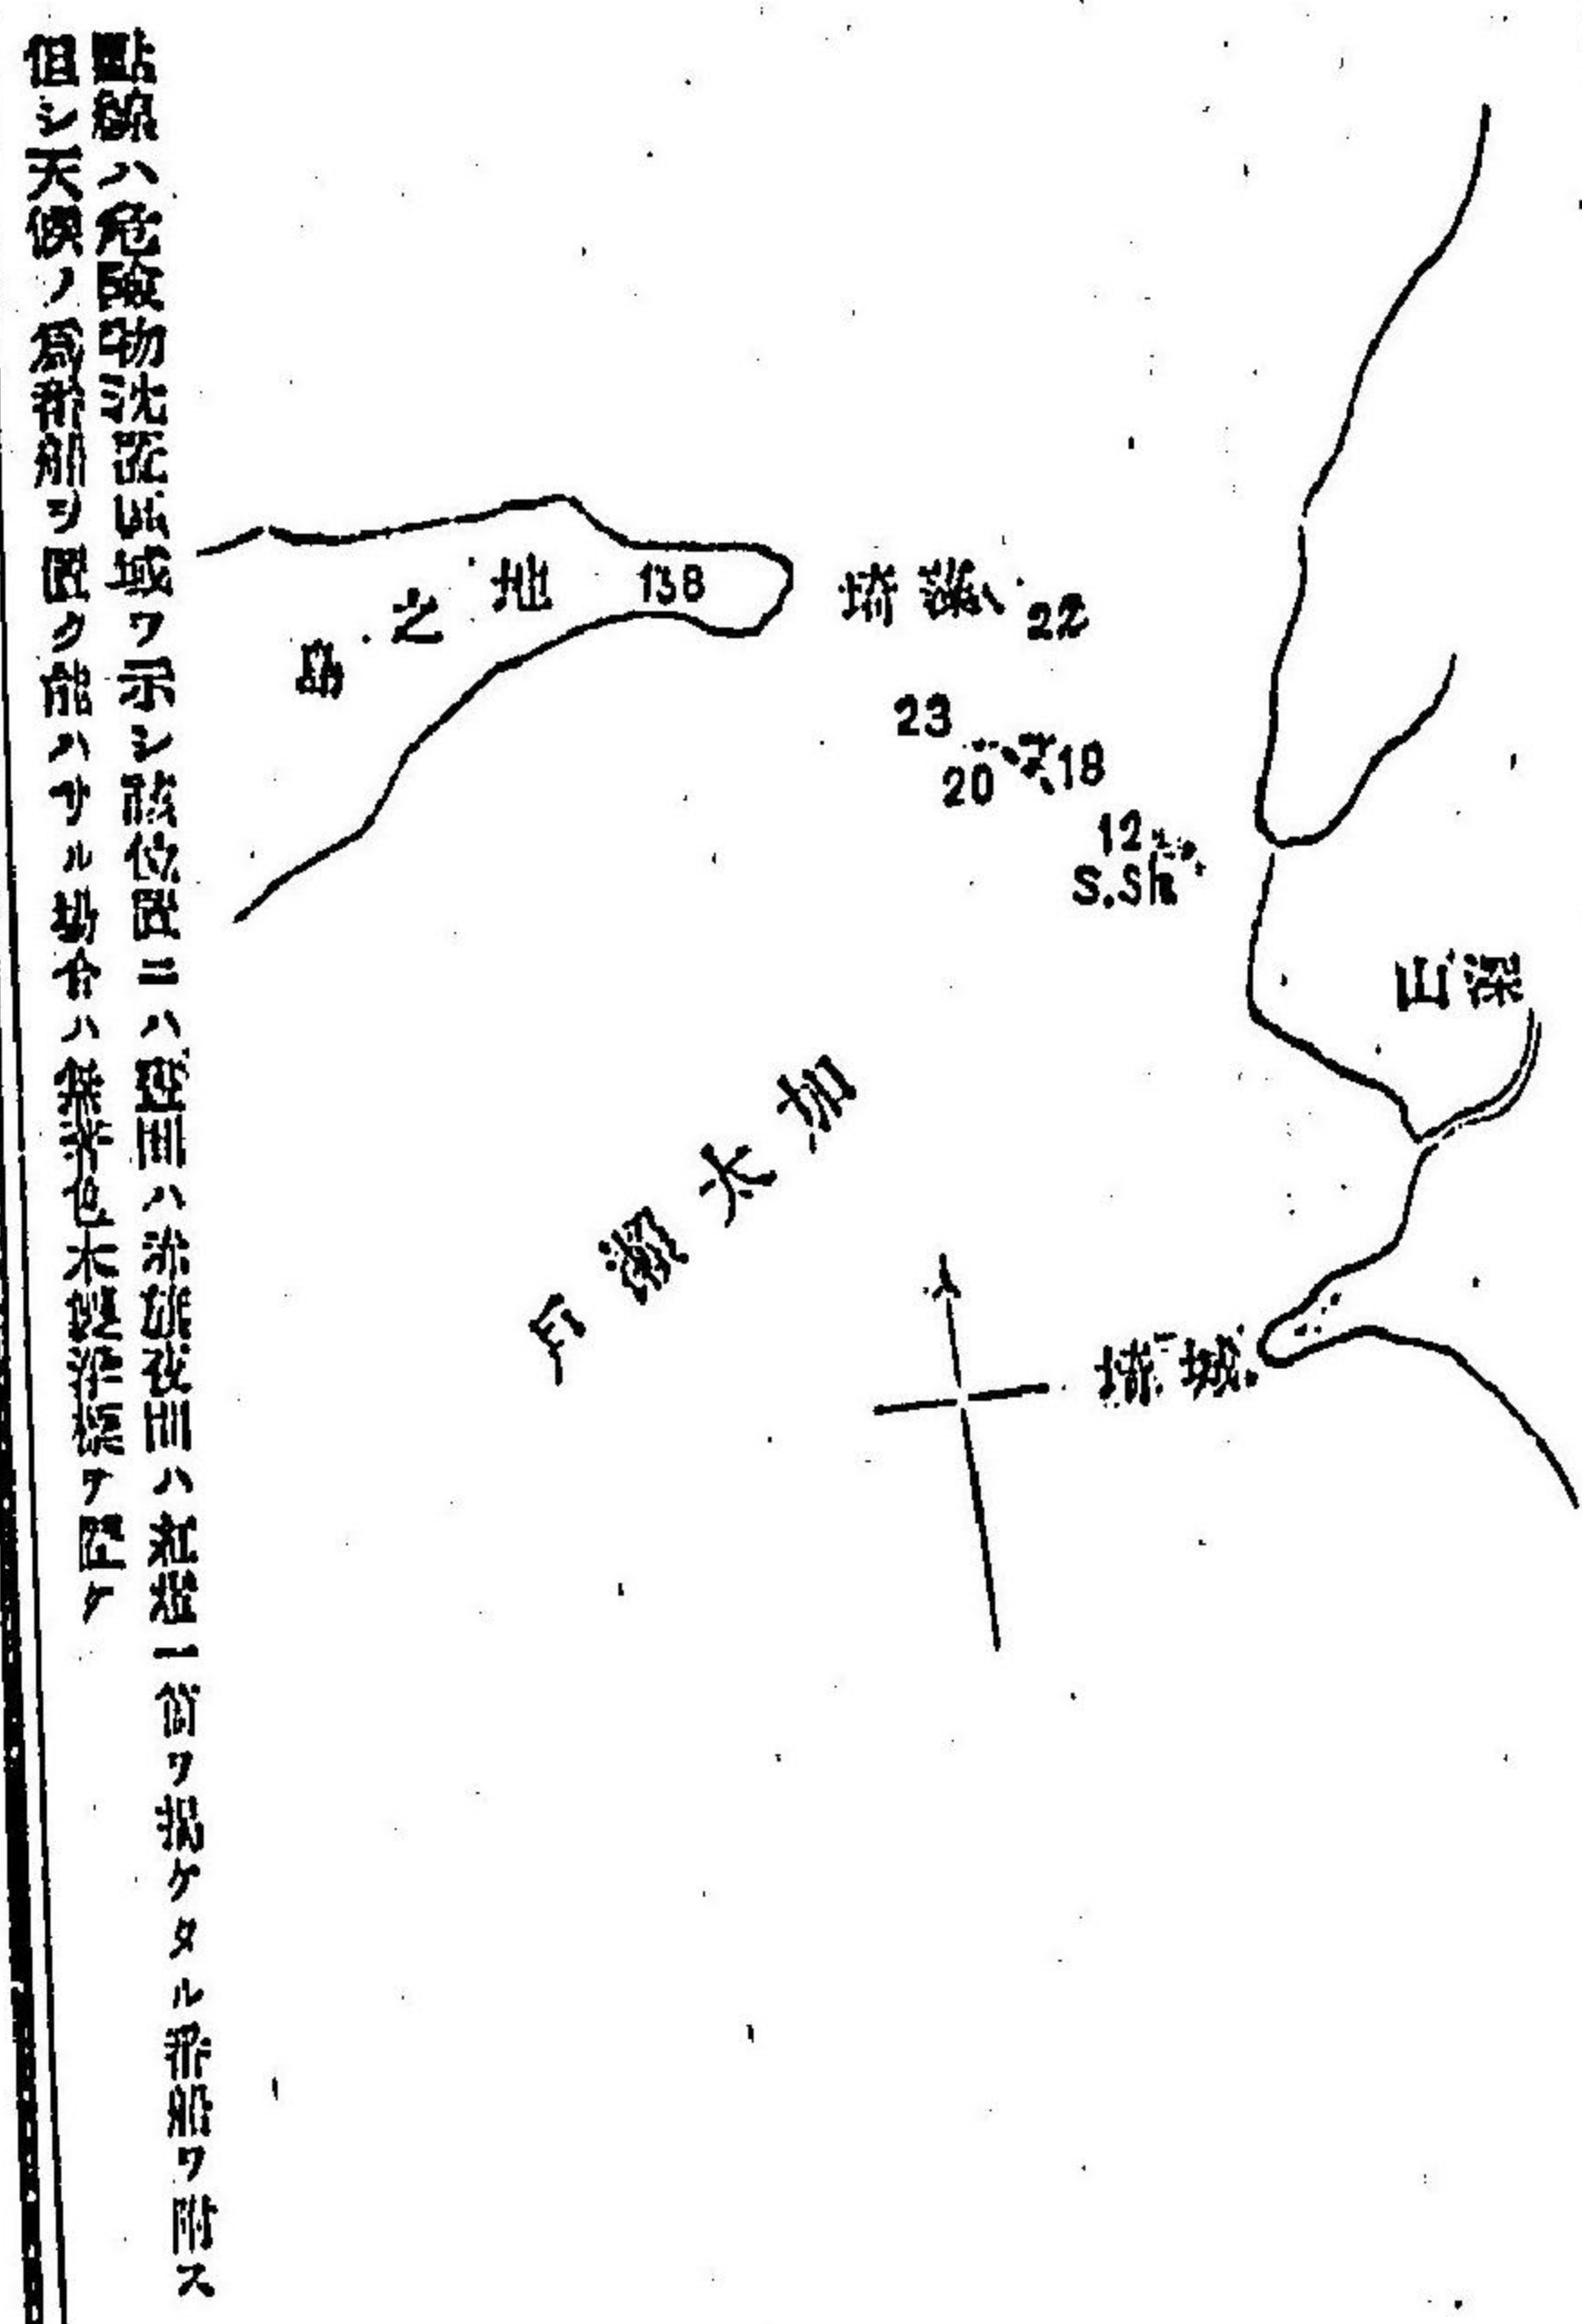 點線ハ危險物沈置區域ヲ示シ該位置ニハ晝間ハ赤旗夜間ハ紅燈一箇ヲ揭ケタル番船ヲ附ス
但シ天候ノ爲番船ヲ置ク能ハサル場合ハ無着色木製浮標ヲ置ク
地之島
138
22
23
20
18
12
S.Sh
深山
加太瀬戸
城埼